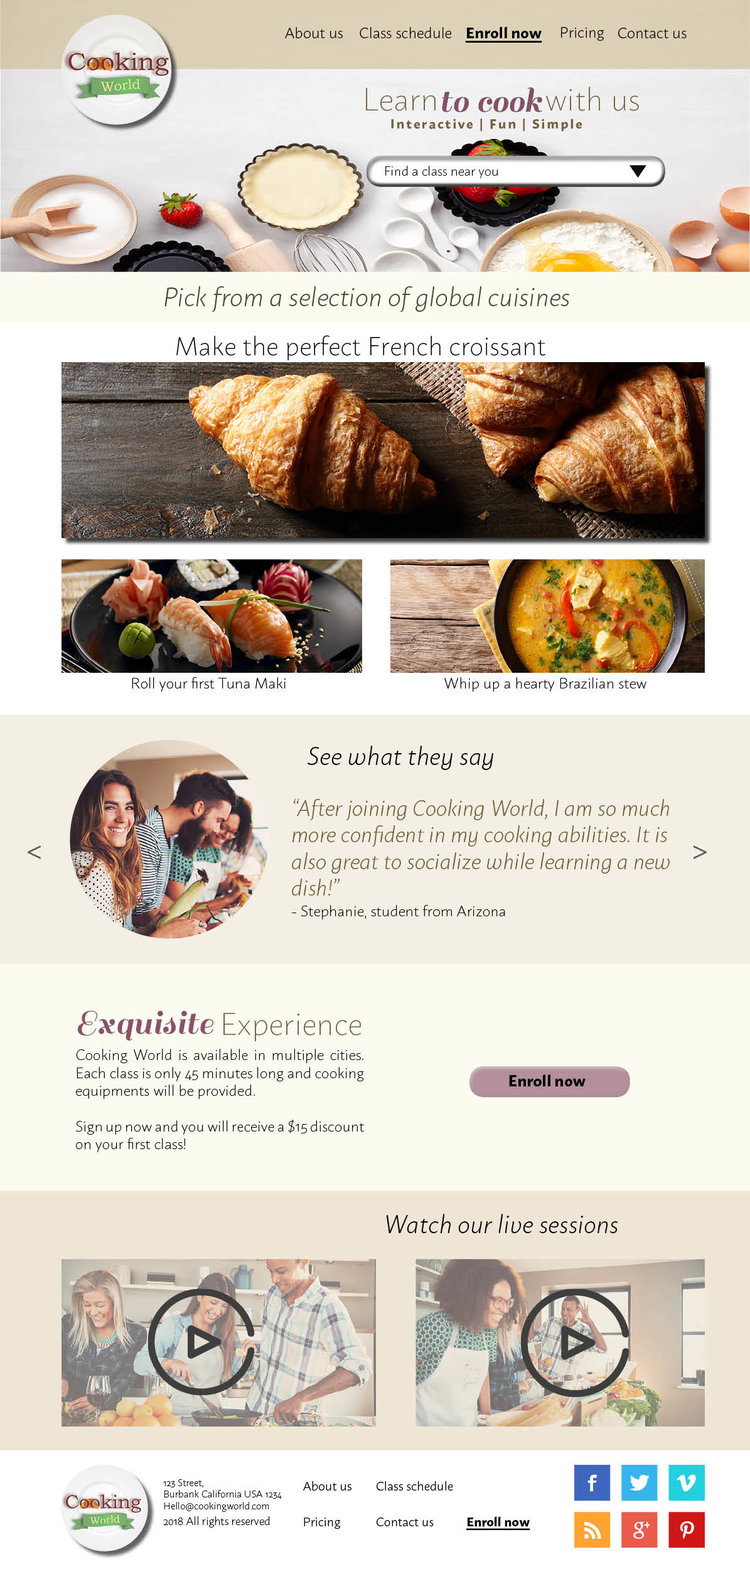 Cooking
World
About us Class schedule Enroll now Pricing Contact us
Learn to cook with us
Interactive | Fun | Simple
Find a class near you
Pick from a selection of global cuisines
Make the perfect French croissant
Roll your first Tuna Maki
Whip up a hearty Brazilian stew
See what they say
“After joining Cooking World, I am so much
more confident in my cooking abilities. It is
also great to socialize while learning a new
dish!”
- Stephanie, student from Arizona
<
>
Exquisite Experience
Cooking World is available in multiple cities.
Each class is only 45 minutes long and cooking
equipments will be provided.
Sign up now and you will receive a $15 discount
on your first class!
Enroll now
Watch our live sessions
Cooking
World
123 Street,
Burbank California USA 1234
Hello@cookingworld.com
2018 All rights reserved
About us Class schedule
Pricing Contact us Enroll now